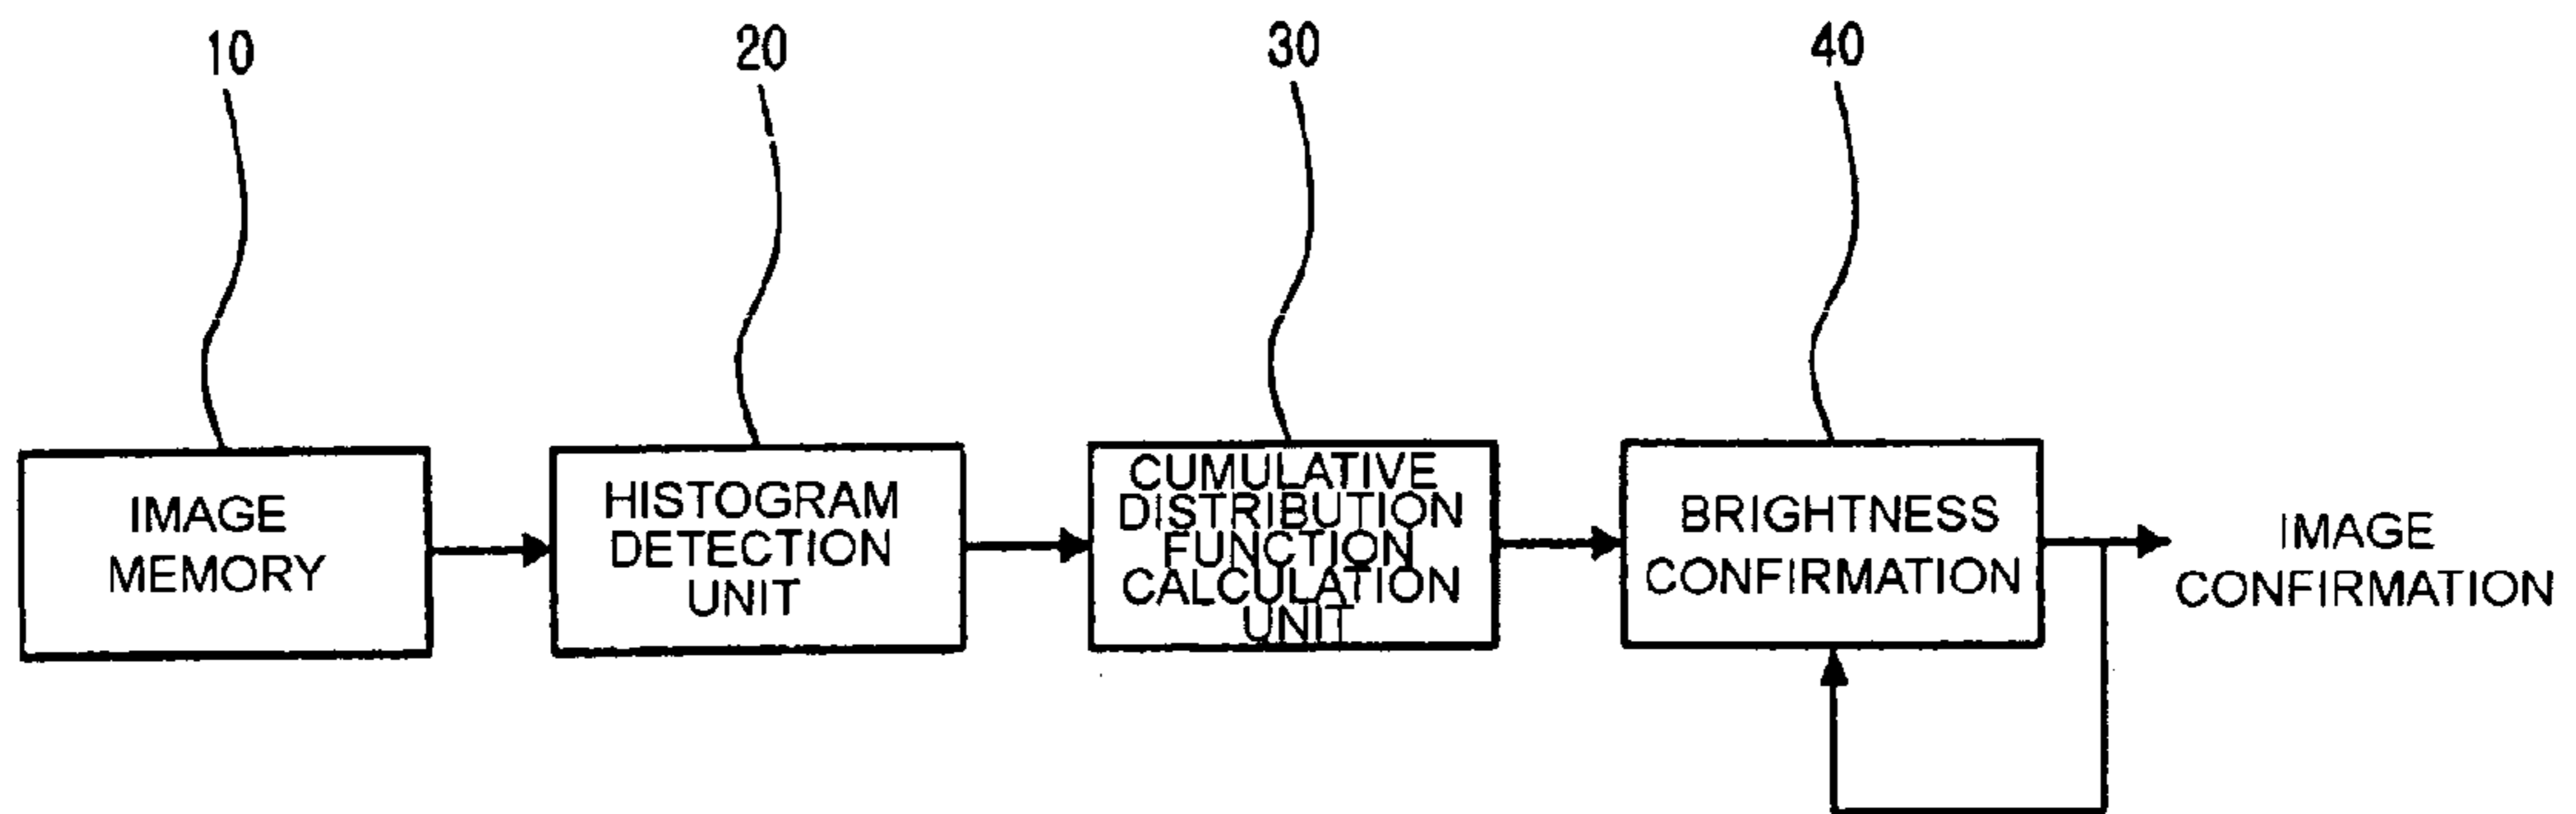 10
20
30
40
IMAGE
MEMORY
HISTOGRAM
DETECTION
UNIT
CUMULATIVE
DISTRIBUTION
FUNCTION
CALCULATION
UNIT
BRIGHTNESS
CONFIRMATION
IMAGE
CONFIRMATION